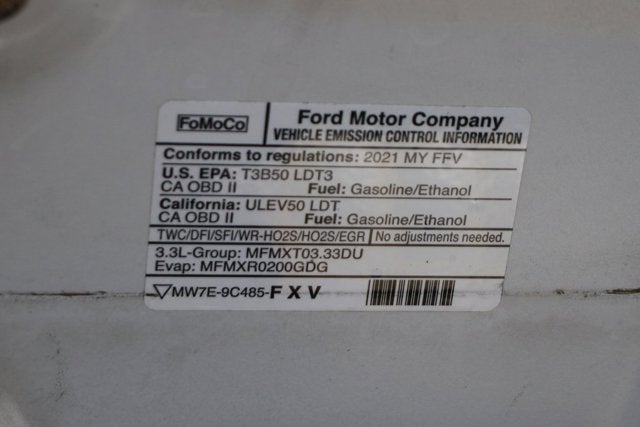 FoMoCo
Ford Motor Company
VEHICLE EMISSION CONTROL INFORMATION
Conforms to regulations: 2021 MY FFV
U.S. EPA: T3B50 LDT3
CA OBD II Fuel: Gasoline/Ethanol
California: ULEV50 LDT
CA OBD II Fuel: Gasoline/Ethanol
TWC/DFI/SFI/WR-HO2S/HO2S/EGR No adjustments needed.
3.3L-Group: MFMXT03.33DU
Evap: MFMXR0200GDG
MW7E-9C485-F X V